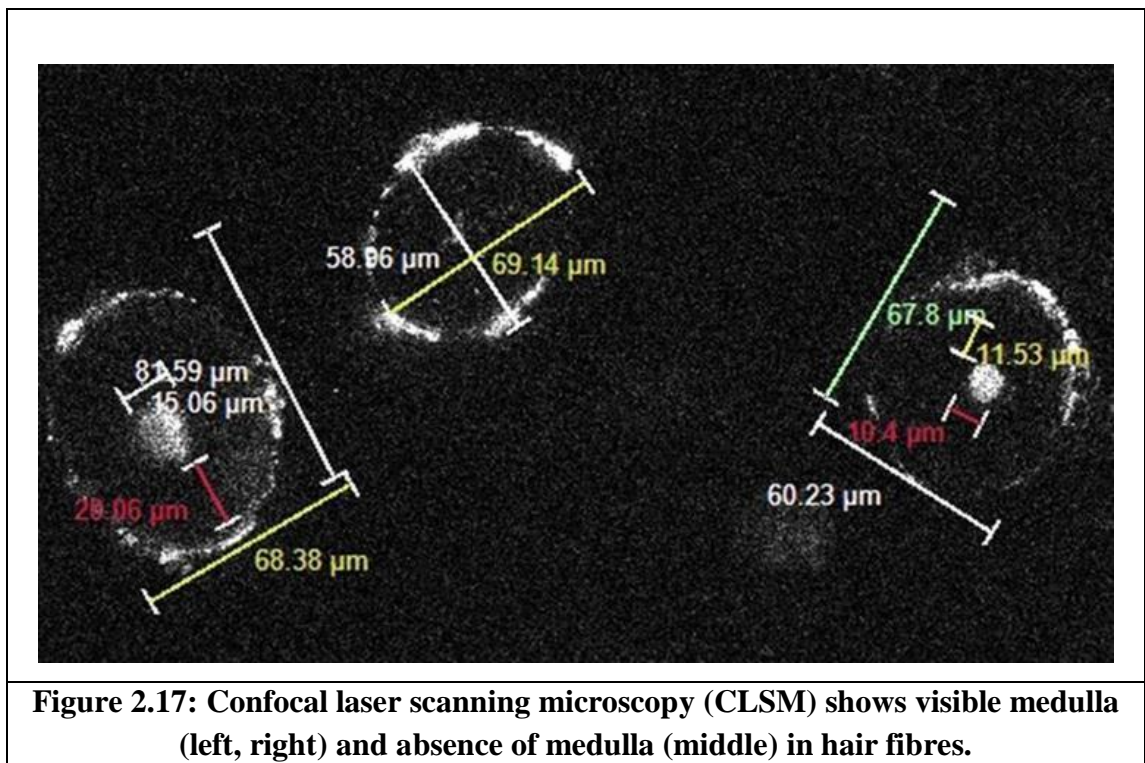 58.96 µm
69.14 µm
67.8 µm
11.53 µm
81.59 µm
15.06 µm
10.4 µm
60.23 µm
µm
68.38 µm
Figure 2.17: Confocal laser scanning microscopy (CLSM) shows visible medulla
(left, right) and absence of medulla (middle) in hair fibres.